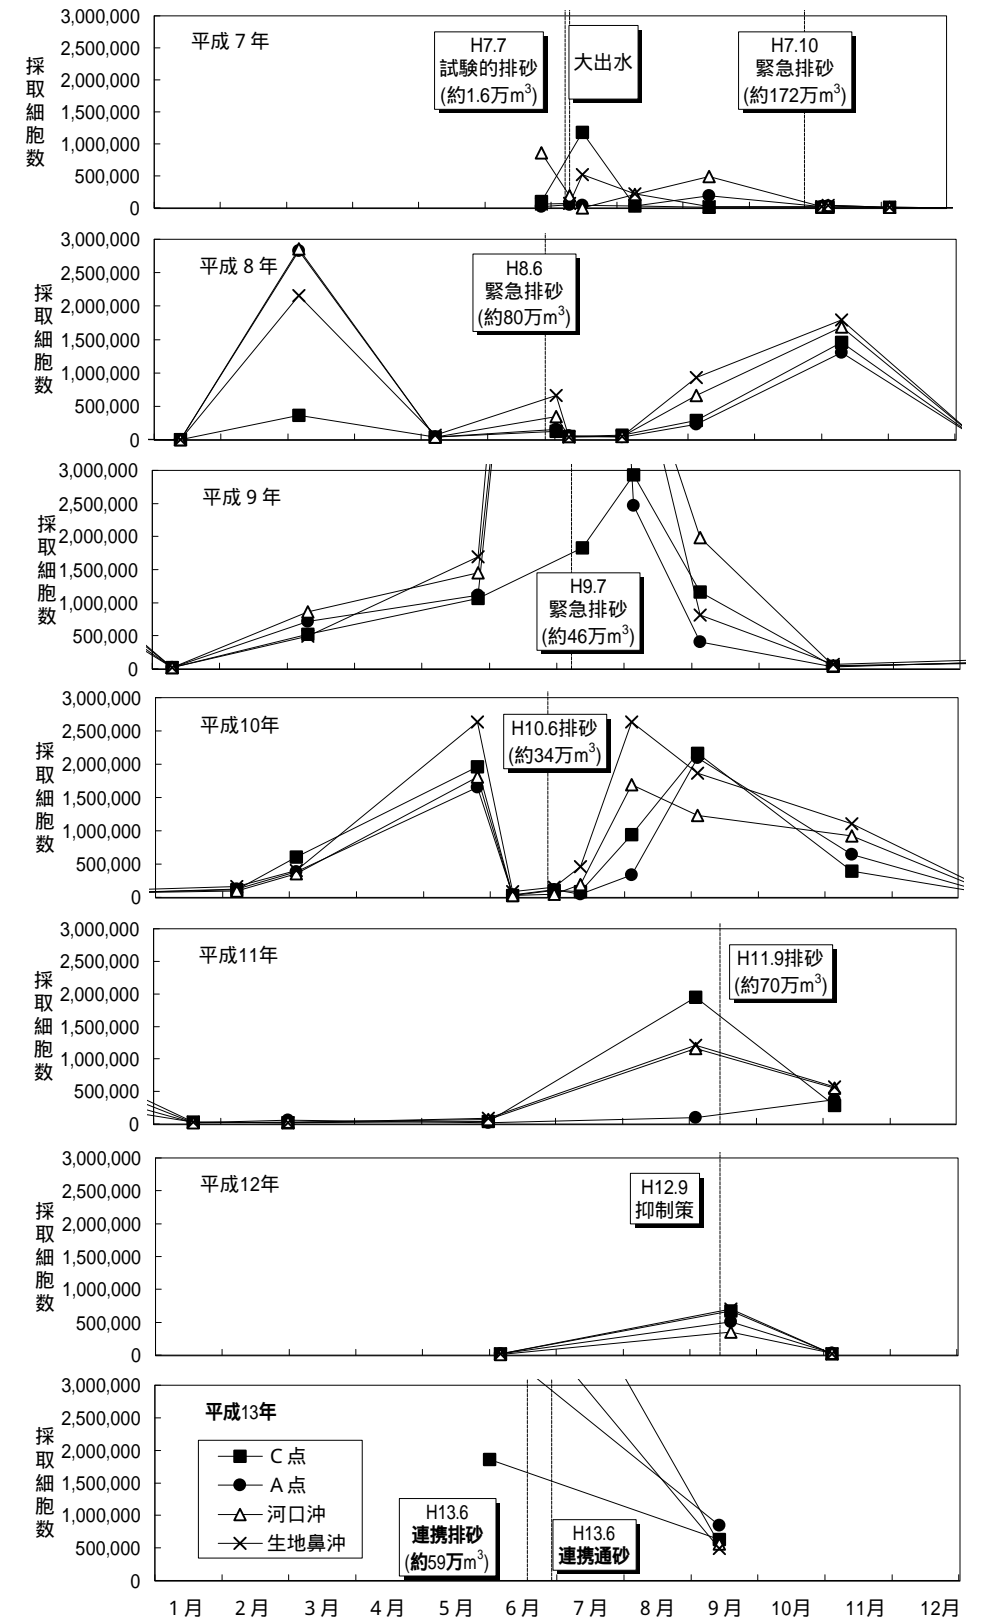 平成 7 年
採取細胞数
3,000,000
2,500,000
2,000,000
1,500,000
1,000,000
500,000
0
H7.7
試験的排砂
(約1.6万m³)
大出水
H7.10
緊急排砂
(約172万m³)
平成 8 年
採取細胞数
3,000,000
2,500,000
2,000,000
1,500,000
1,000,000
500,000
0
H8.6
緊急排砂
(約80万m³)
平成 9 年
採取細胞数
3,000,000
2,500,000
2,000,000
1,500,000
1,000,000
500,000
0
H9.7
緊急排砂
(約46万m³)
平成10年
採取細胞数
3,000,000
2,500,000
2,000,000
1,500,000
1,000,000
500,000
0
H10.6排砂
(約34万m³)
平成11年
採取細胞数
3,000,000
2,500,000
2,000,000
1,500,000
1,000,000
500,000
0
H11.9排砂
(約70万m³)
平成12年
採取細胞数
3,000,000
2,500,000
2,000,000
1,500,000
1,000,000
500,000
0
H12.9
抑制策
平成13年
採取細胞数
3,000,000
2,500,000
2,000,000
1,500,000
1,000,000
500,000
0
C点
A点
河口沖
生地鼻沖
H13.6
連携排砂
(約59万m³)
H13.6
連携通砂
1月 2月 3月 4月 5月 6月 7月 8月 9月 10月 11月 12月